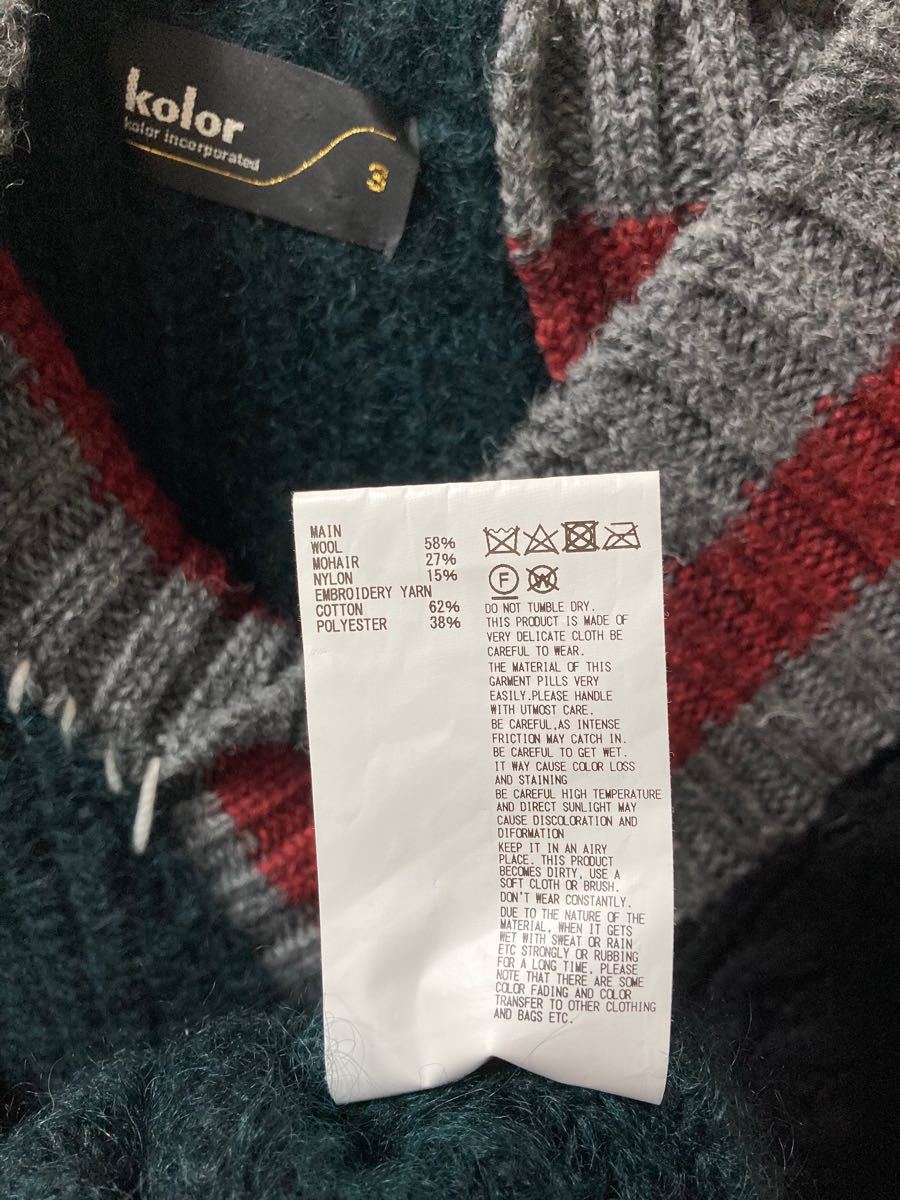 kolor
kolor incorporated
3
MAIN
WOOL 58%
MOHAIR 27%
NYLON 15%
EMBROIDERY YARN
COTTON 62%
POLYESTER 38%
F
W
DO NOT TUMBLE DRY.
THIS PRODUCT IS MADE OF
VERY DELICATE CLOTH BE
CAREFUL TO WEAR.
THE MATERIAL OF THIS
GARMENT PILLS VERY
EASILY.PLEASE HANDLE
WITH UTMOST CARE.
BE CAREFUL,AS INTENSE
FRICTION MAY CATCH IN.
BE CAREFUL TO GET WET.
IT WAY CAUSE COLOR LOSS
AND STAINING
BE CAREFUL HIGH TEMPERATURE
AND DIRECT SUNLIGHT MAY
CAUSE DISCOLORATION AND
DIFORMATION
KEEP IT IN AN AIRY
PLACE. THIS PRODUCT
BECOMES DIRTY, USE A
SOFT CLOTH OR BRUSH.
DON'T WEAR CONSTANTLY.
DUE TO THE NATURE OF THE
MATERIAL, WHEN IT GETS
WET WITH SWEAT OR RAIN
ETC STRONGLY OR RUBBING
FOR A LONG TIME, PLEASE
NOTE THAT THERE ARE SOME
COLOR FADING AND COLOR
TRANSFER TO OTHER CLOTHING
AND BAGS ETC.